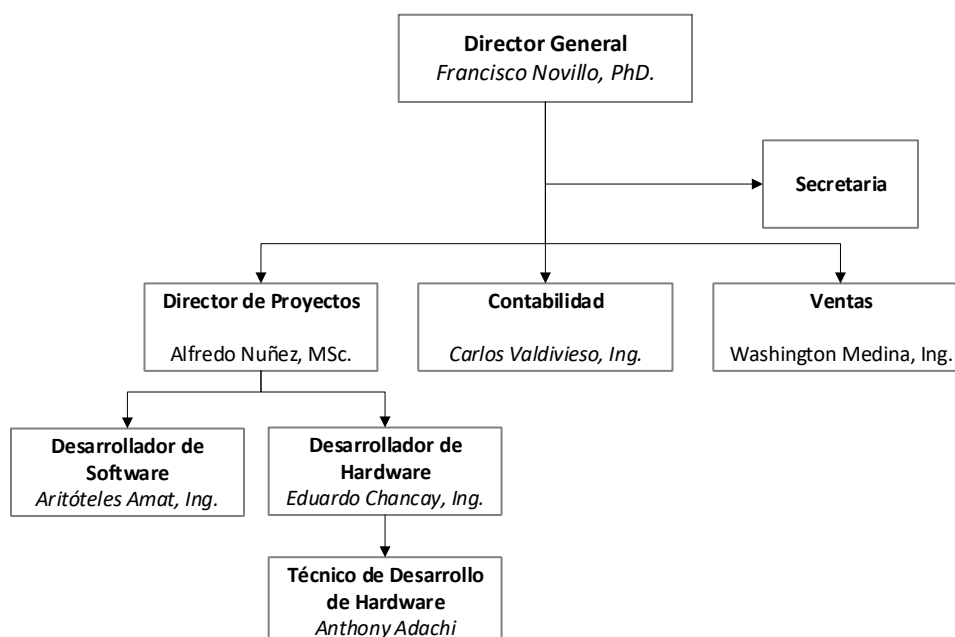 Director General
Francisco Novillo, PhD.
Secretaria
Director de Proyectos
Alfredo Nuñez, MSc.
Contabilidad
Carlos Valdivieso, Ing.
Ventas
Washington Medina, Ing.
Desarrollador de
Software
Aritóteles Amat, Ing.
Desarrollador de
Hardware
Eduardo Chancay, Ing.
Técnico de Desarrollo
de Hardware
Anthony Adachi